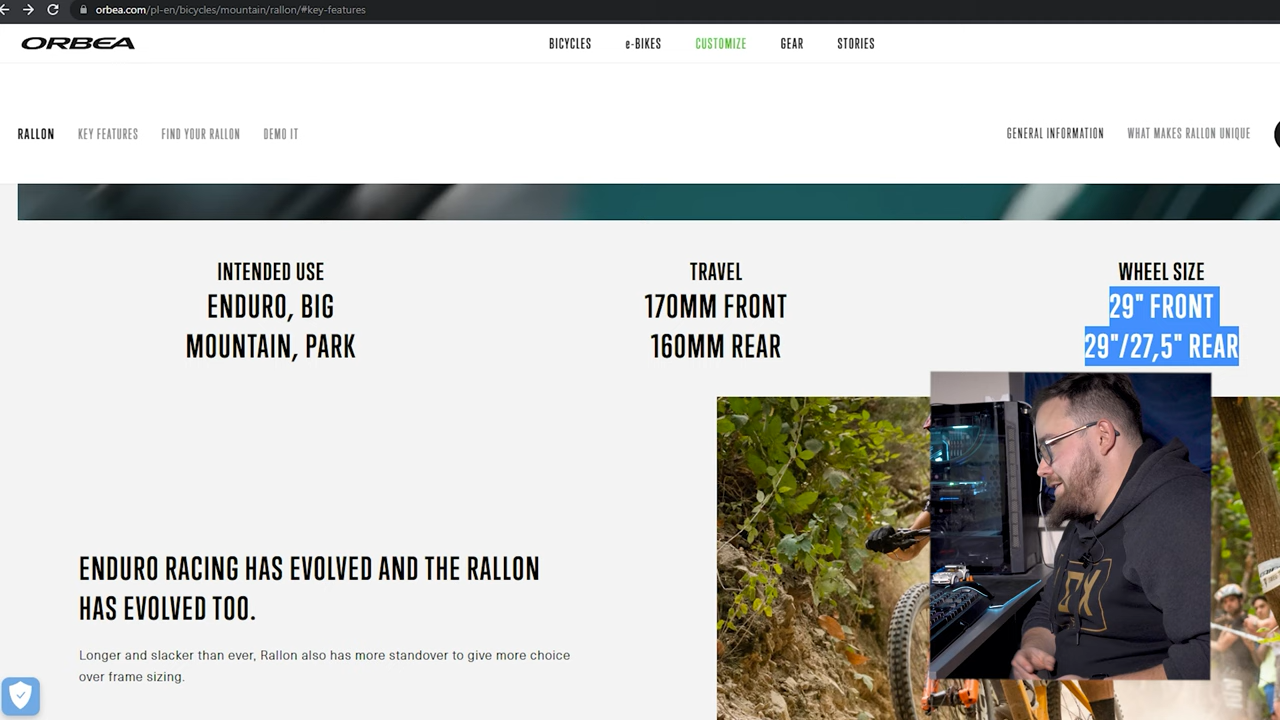 orbea.com/pl-en/bicycles/mountain/rallon/#key-features
ORBEA
BICYCLES e-BIKES CUSTOMIZE GEAR STORIES
RALLON KEY FEATURES FIND YOUR RALLON DEMO IT
GENERAL INFORMATION WHAT MAKES RALLON UNIQUE
INTENDED USE
ENDURO, BIG
MOUNTAIN, PARK
TRAVEL
170MM FRONT
160MM REAR
WHEEL SIZE
29" FRONT
29"/27,5" REAR
ENDURO RACING HAS EVOLVED AND THE RALLON
HAS EVOLVED TOO.
Longer and slacker than ever, Rallon also has more standover to give more choice
over frame sizing.